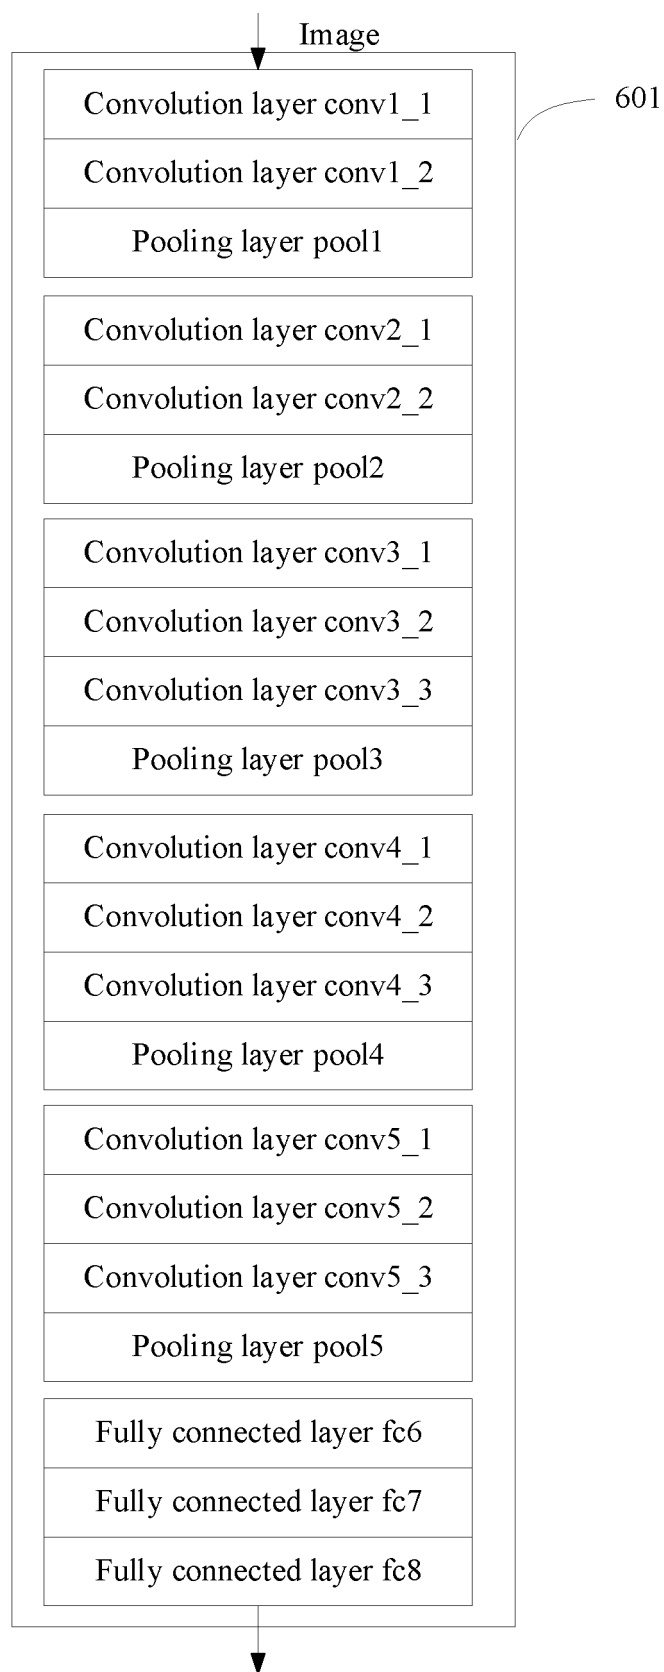 Image
601
Convolution layer conv1_1
Convolution layer conv1_2
Pooling layer pool1
Convolution layer conv2_1
Convolution layer conv2_2
Pooling layer pool2
Convolution layer conv3_1
Convolution layer conv3_2
Convolution layer conv3_3
Pooling layer pool3
Convolution layer conv4_1
Convolution layer conv4_2
Convolution layer conv4_3
Pooling layer pool4
Convolution layer conv5_1
Convolution layer conv5_2
Convolution layer conv5_3
Pooling layer pool5
Fully connected layer fc6
Fully connected layer fc7
Fully connected layer fc8